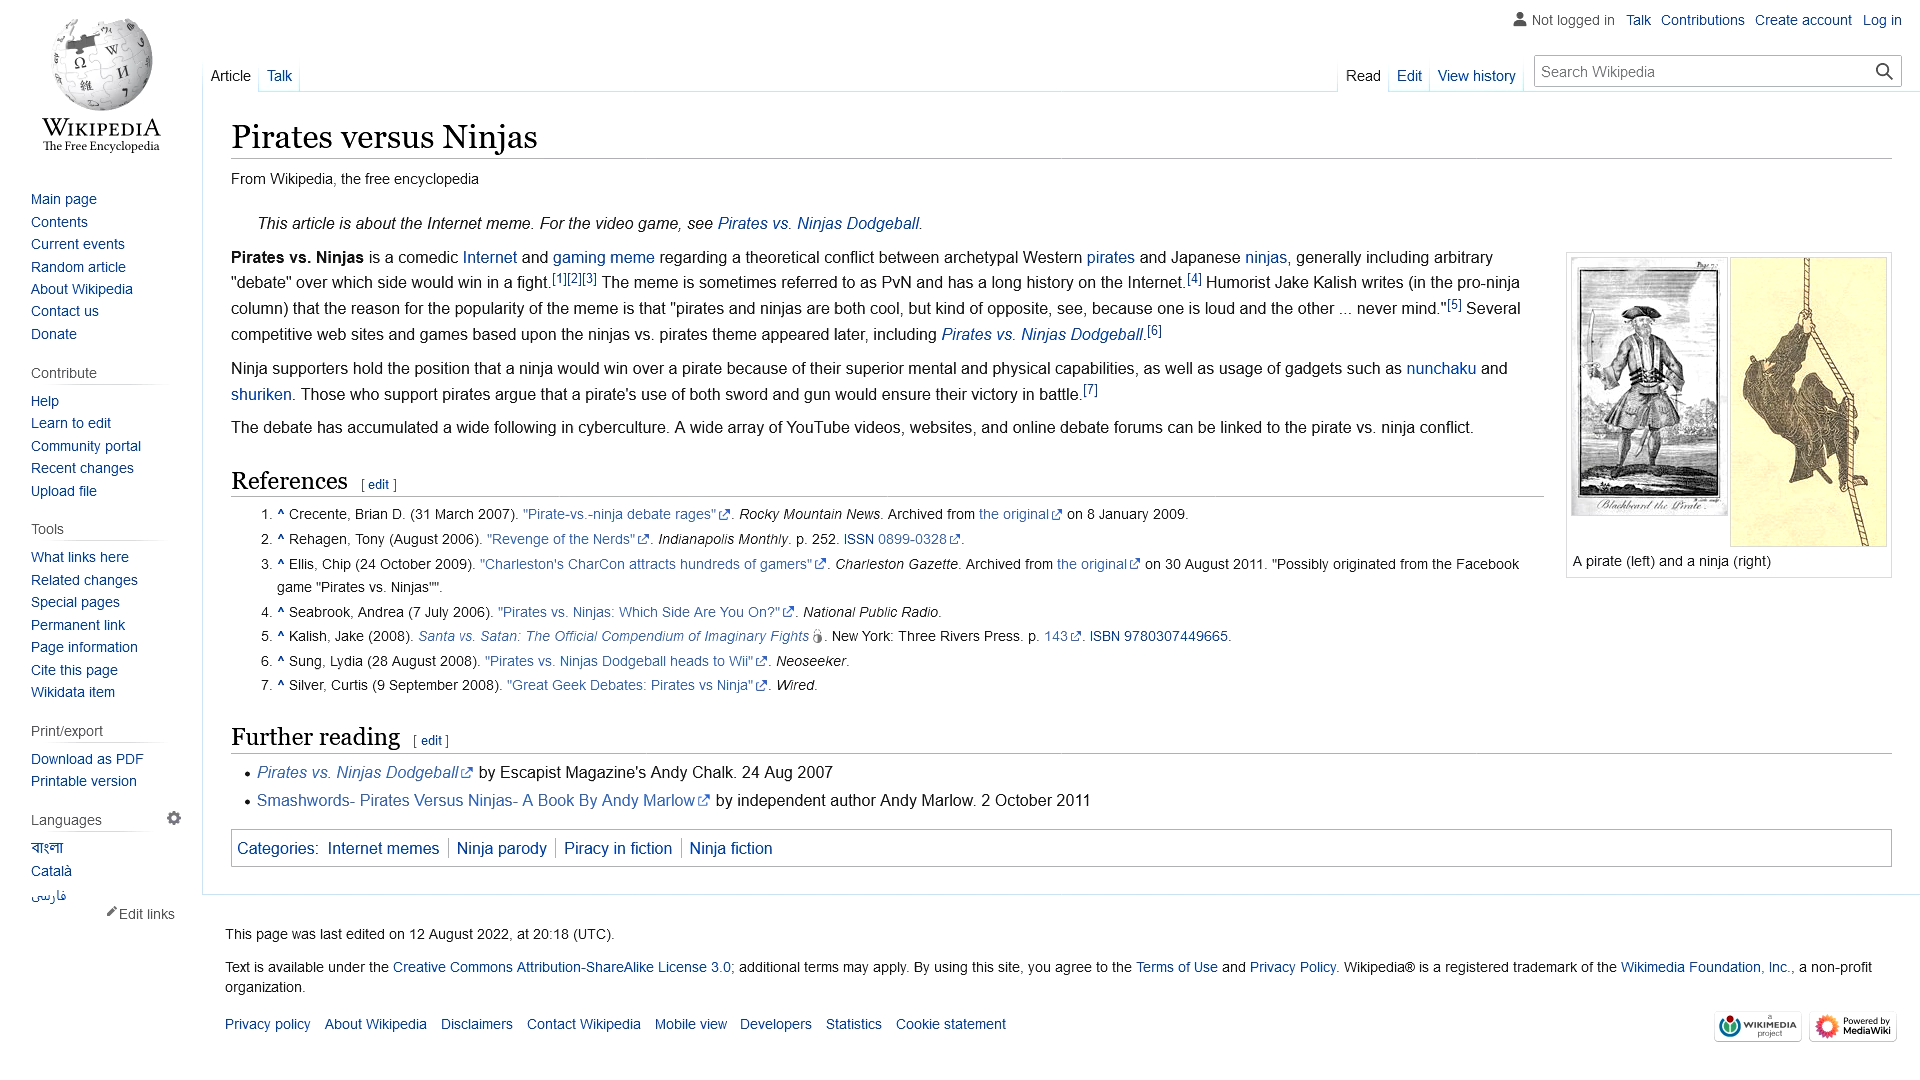 Not logged in Talk Contributions Create account Log in
Article Talk Read Edit View history Search Wikipedia
WIKIPEDIA
The Free Encyclopedia
Main page
Contents
Current events
Random article
About Wikipedia
Contact us
Donate
Contribute
Help
Learn to edit
Community portal
Recent changes
Upload file
Tools
What links here
Related changes
Special pages
Permanent link
Page information
Cite this page
Wikidata item
Print/export
Download as PDF
Printable version
Languages
বাংলা
Català
فارسی
Edit links
Pirates versus Ninjas
From Wikipedia, the free encyclopedia
This article is about the Internet meme. For the video game, see Pirates vs. Ninjas Dodgeball.
Pirates vs. Ninjas is a comedic Internet and gaming meme regarding a theoretical conflict between archetypal Western pirates and Japanese ninjas, generally including arbitrary
"debate" over which side would win in a fight.[1][2][3] The meme is sometimes referred to as PvN and has a long history on the Internet.[4] Humorist Jake Kalish writes (in the pro-ninja
column) that the reason for the popularity of the meme is that "pirates and ninjas are both cool, but kind of opposite, see, because one is loud and the other ... never mind."[5] Several
competitive web sites and games based upon the ninjas vs. pirates theme appeared later, including Pirates vs. Ninjas Dodgeball.[6]
Ninja supporters hold the position that a ninja would win over a pirate because of their superior mental and physical capabilities, as well as usage of gadgets such as nunchaku and
shuriken. Those who support pirates argue that a pirate's use of both sword and gun would ensure their victory in battle.[7]
The debate has accumulated a wide following in cyberculture. A wide array of YouTube videos, websites, and online debate forums can be linked to the pirate vs. ninja conflict.
Blackbeard the Pirate.
A pirate (left) and a ninja (right)
References [ edit ]
1. ^ Crecente, Brian D. (31 March 2007). "Pirate-vs.-ninja debate rages". Rocky Mountain News. Archived from the original on 8 January 2009.
2. ^ Rehagen, Tony (August 2006). "Revenge of the Nerds". Indianapolis Monthly. p. 252. ISSN 0899-0328.
3. ^ Ellis, Chip (24 October 2009). "Charleston's CharCon attracts hundreds of gamers". Charleston Gazette. Archived from the original on 30 August 2011. "Possibly originated from the Facebook
game "Pirates vs. Ninjas"".
4. ^ Seabrook, Andrea (7 July 2006). "Pirates vs. Ninjas: Which Side Are You On?". National Public Radio.
5. ^ Kalish, Jake (2008). Santa vs. Satan: The Official Compendium of Imaginary Fights. New York: Three Rivers Press. p. 143. ISBN 9780307449665.
6. ^ Sung, Lydia (28 August 2008). "Pirates vs. Ninjas Dodgeball heads to Wii". Neoseeker.
7. ^ Silver, Curtis (9 September 2008). "Great Geek Debates: Pirates vs Ninja". Wired.
Further reading [ edit ]
• Pirates vs. Ninjas Dodgeball by Escapist Magazine's Andy Chalk. 24 Aug 2007
• Smashwords- Pirates Versus Ninjas- A Book By Andy Marlow by independent author Andy Marlow. 2 October 2011
Categories: Internet memes Ninja parody Piracy in fiction Ninja fiction
This page was last edited on 12 August 2022, at 20:18 (UTC).
Text is available under the Creative Commons Attribution-ShareAlike License 3.0; additional terms may apply. By using this site, you agree to the Terms of Use and Privacy Policy. Wikipedia® is a registered trademark of the Wikimedia Foundation, Inc., a non-profit
organization.
Privacy policy About Wikipedia Disclaimers Contact Wikipedia Mobile view Developers Statistics Cookie statement
a WIKIMEDIA project
Powered by MediaWiki